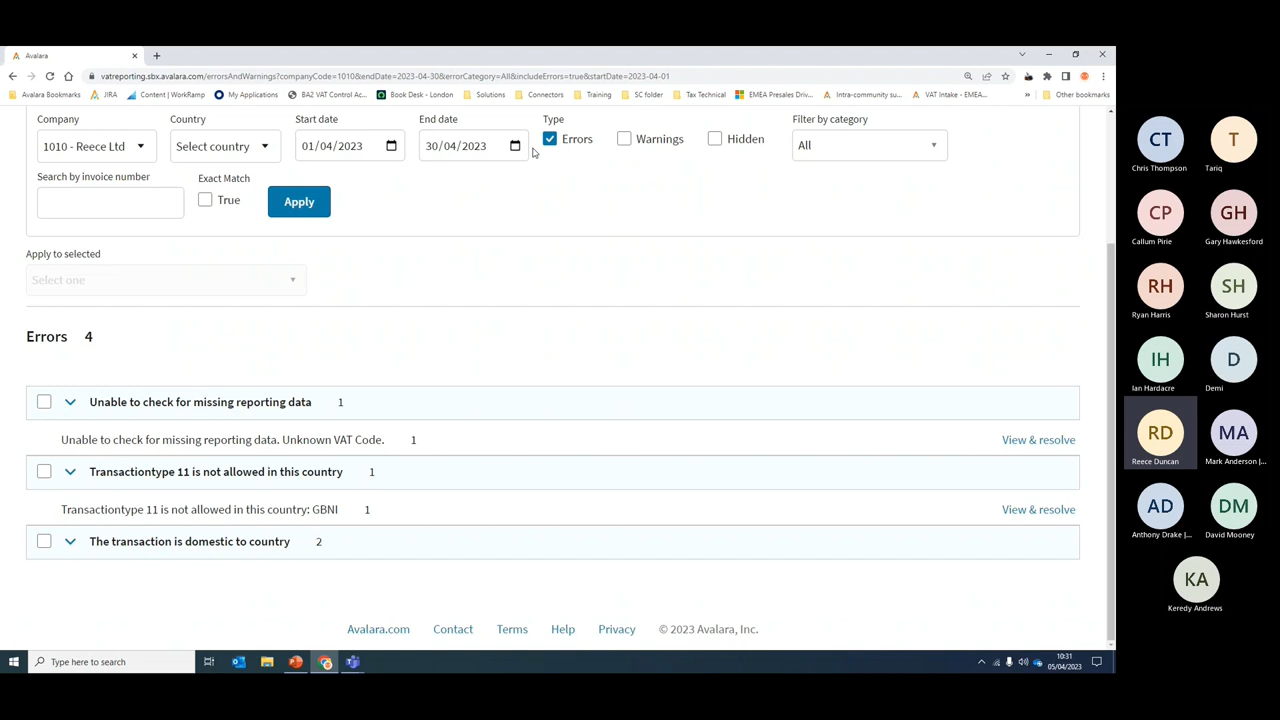 Avalara
vatreporting.sbx.avalara.com/errorsAndWarnings?companyCode=1010&endDate=2023-04-30&errorCategory=All&includeErrors=true&startDate=2023-04-01
Avalara Bookmarks JIRA Content | WorkRamp My Applications BA2 VAT Control Ac... Book Desk - London Solutions Connectors Training SC folder Tax Technical EMEA Presales Driv... Intra-community su... VAT Intake - EMEA... » Other bookmarks
Company Country Start date End date Type Filter by category
1010 - Reece Ltd Select country 01/04/2023 30/04/2023 Errors Warnings Hidden All
Search by invoice number Exact Match
True Apply
Apply to selected
Select one
Errors 4
Unable to check for missing reporting data 1
Unable to check for missing reporting data. Unknown VAT Code. 1 View & resolve
Transactiontype 11 is not allowed in this country 1
Transactiontype 11 is not allowed in this country: GBNI 1 View & resolve
The transaction is domestic to country 2
Avalara.com Contact Terms Help Privacy © 2023 Avalara, Inc.
Type here to search
10:31
05/04/2023
CT T
Chris Thompson Tariq
CP GH
Callum Pirie Gary Hawkesford
RH SH
Ryan Harris Sharon Hurst
IH D
Ian Hardacre Demi
RD MA
Reece Duncan Mark Anderson |...
AD DM
Anthony Drake |... David Mooney
KA
Keredy Andrews